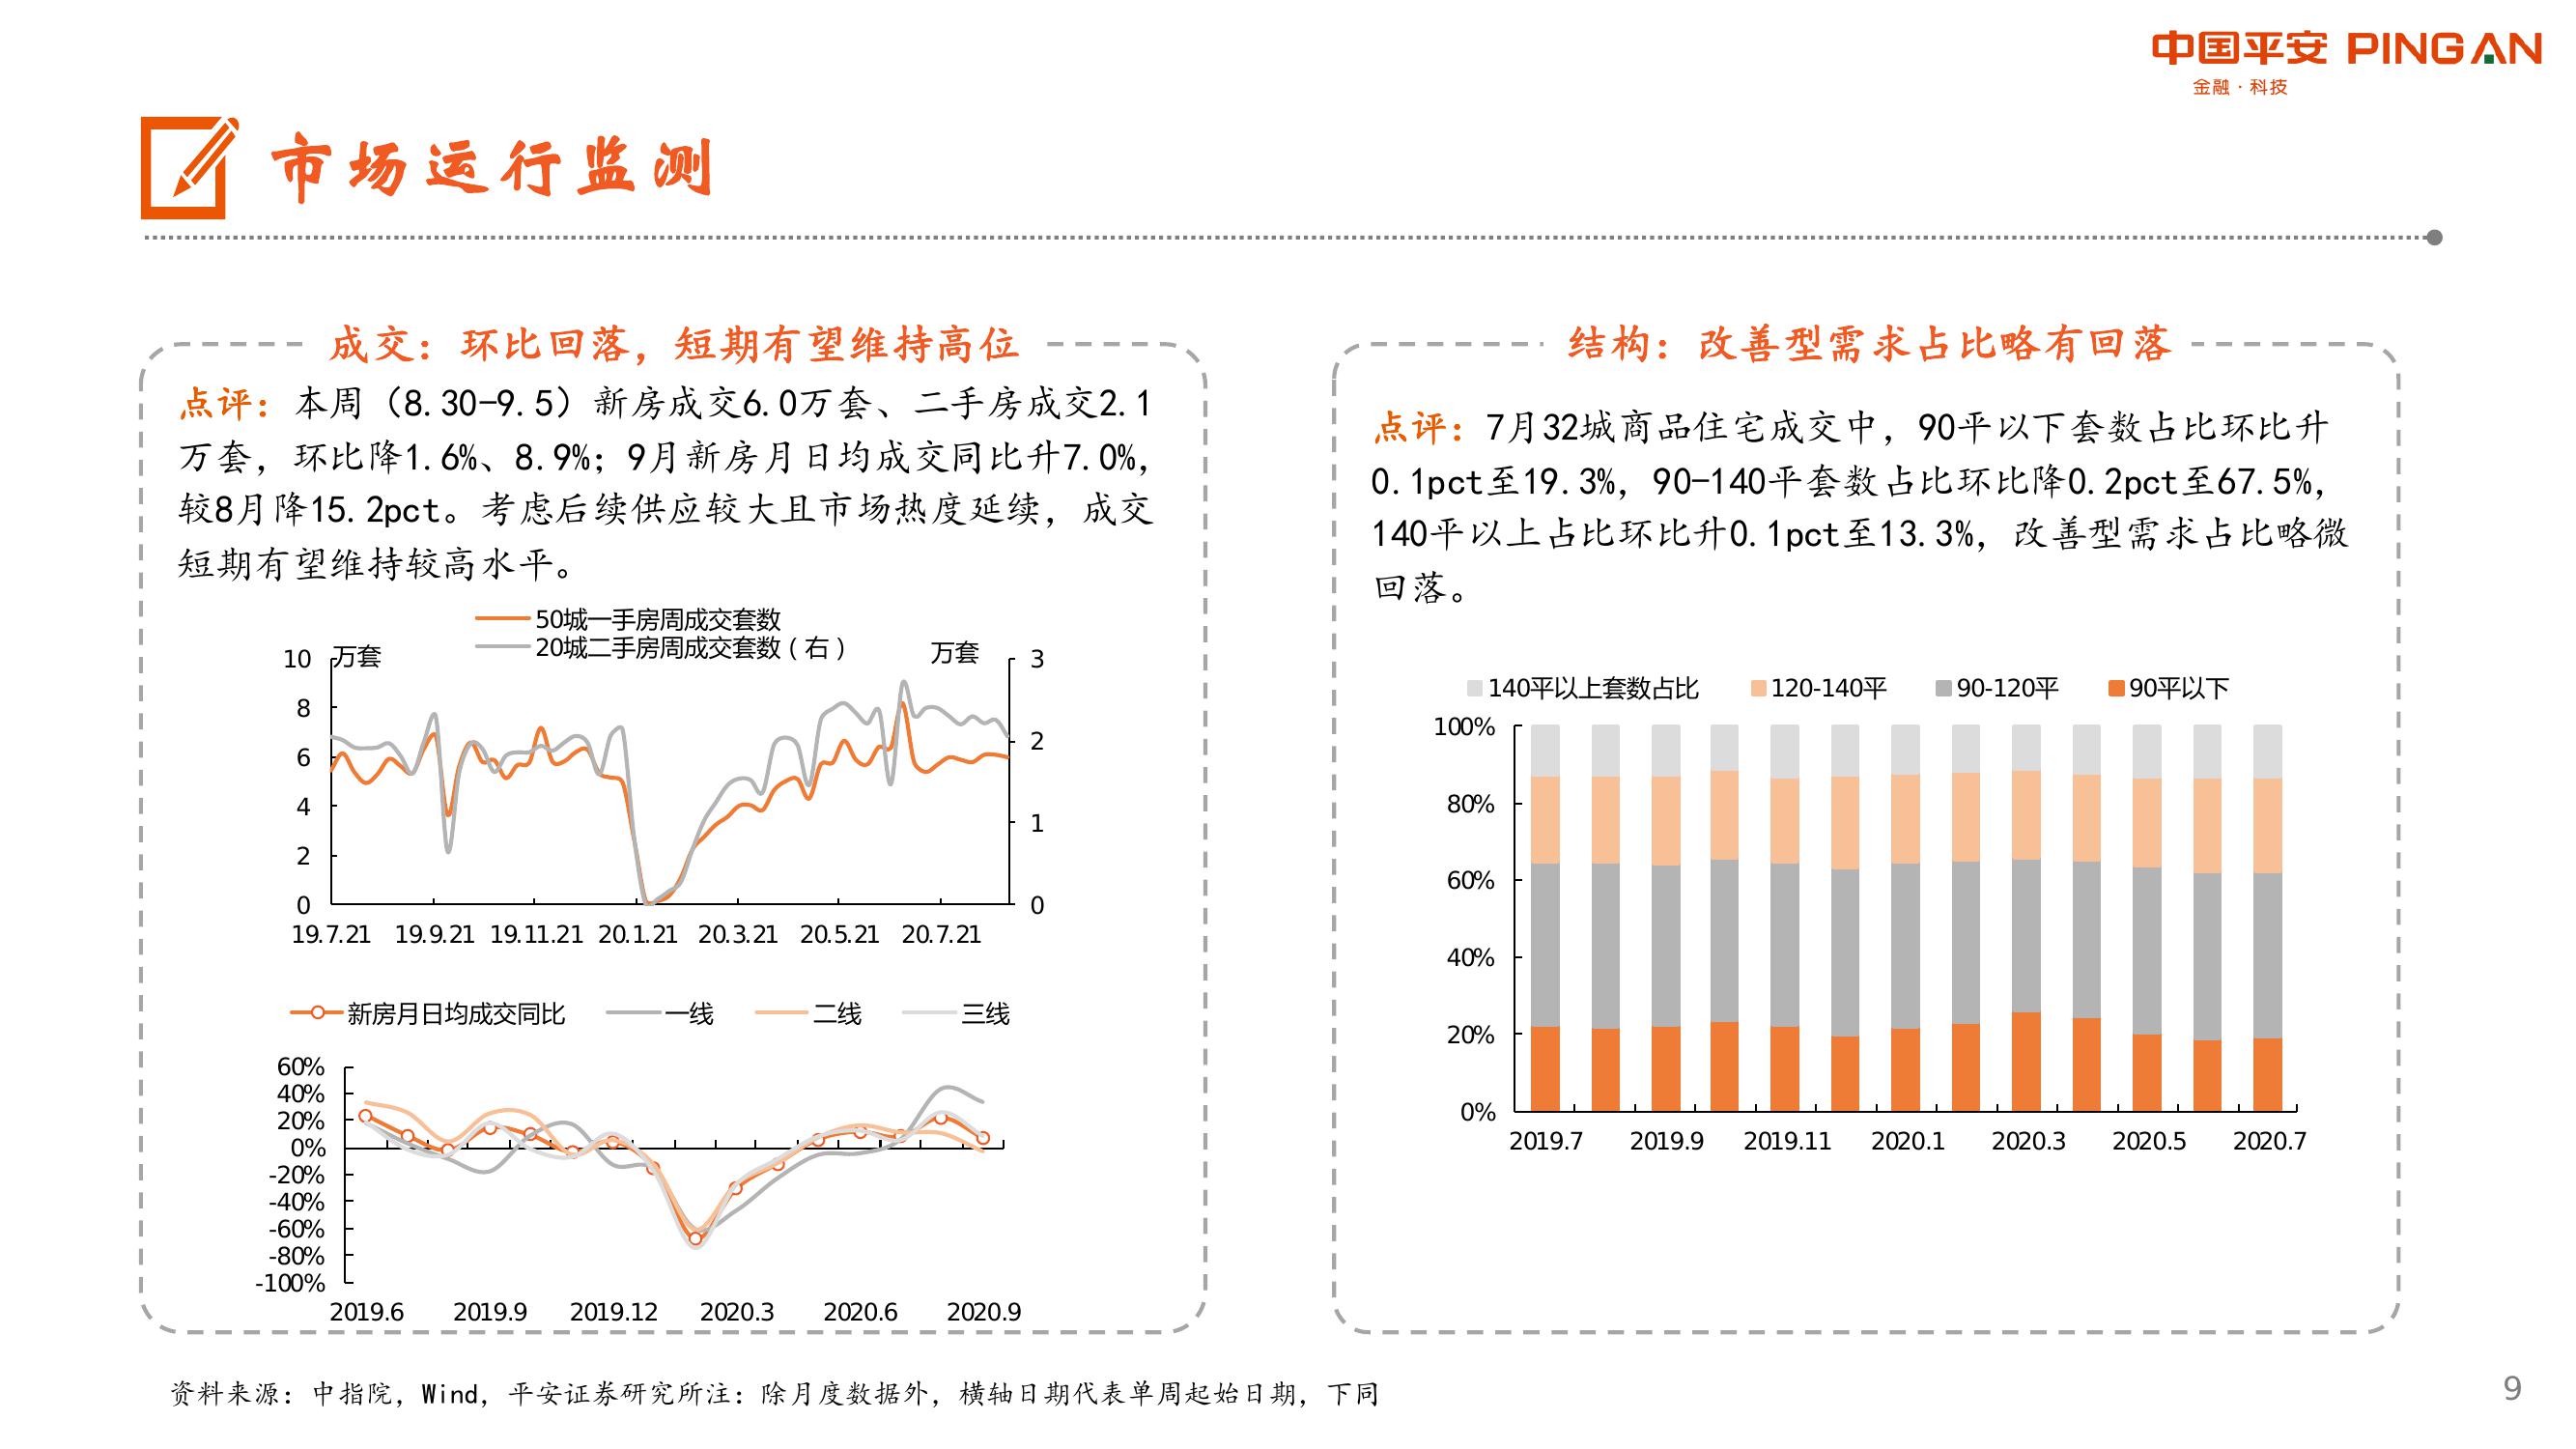 中国平安 PINGAN
金融·科技
市场运行监测
成交：环比回落，短期有望维持高位
点评：本周（8.30-9.5）新房成交6.0万套、二手房成交2.1
万套，环比降1.6%、8.9%；9月新房月日均成交同比升7.0%，
较8月降15.2pct。考虑后续供应较大且市场热度延续，成交
短期有望维持较高水平。
50城一手房周成交套数
20城二手房周成交套数（右）
万套
万套
10
8
6
4
2
0
3
2
1
0
19.7.21 19.9.21 19.11.21 20.1.21 20.3.21 20.5.21 20.7.21
新房月日均成交同比 一线 二线 三线
60%
40%
20%
0%
-20%
-40%
-60%
-80%
-100%
2019.6 2019.9 2019.12 2020.3 2020.6 2020.9
结构：改善型需求占比略有回落
点评：7月32城商品住宅成交中，90平以下套数占比环比升
0.1pct至19.3%，90-140平套数占比环比降0.2pct至67.5%，
140平以上占比环比升0.1pct至13.3%，改善型需求占比略微
回落。
140平以上套数占比 120-140平 90-120平 90平以下
100%
80%
60%
40%
20%
0%
2019.7 2019.9 2019.11 2020.1 2020.3 2020.5 2020.7
资料来源：中指院，Wind，平安证券研究所注：除月度数据外，横轴日期代表单周起始日期，下同
9